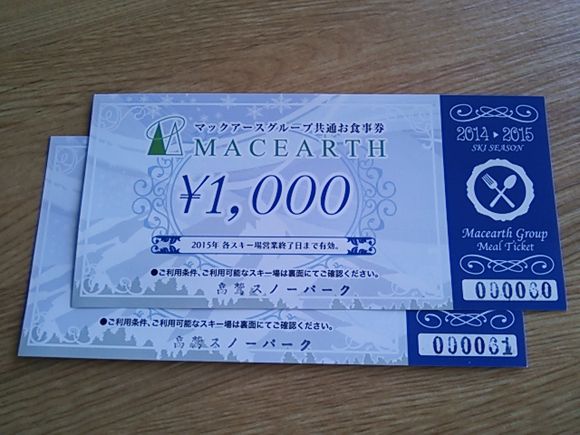 マックアースグループ共通お食事券
MACEARTH
¥1,000
2015年 各スキー場営業終了日まで有効。
●ご利用条件、ご利用可能なスキー場は裏面にてご確認ください。
高鷲スノーパーク
2014▶2015
SKI SEASON
Macearth Group
Meal Ticket
000060
●ご利用条件、ご利用可能なスキー場は裏面にてご確認ください。
高鷲スノーパーク
000061